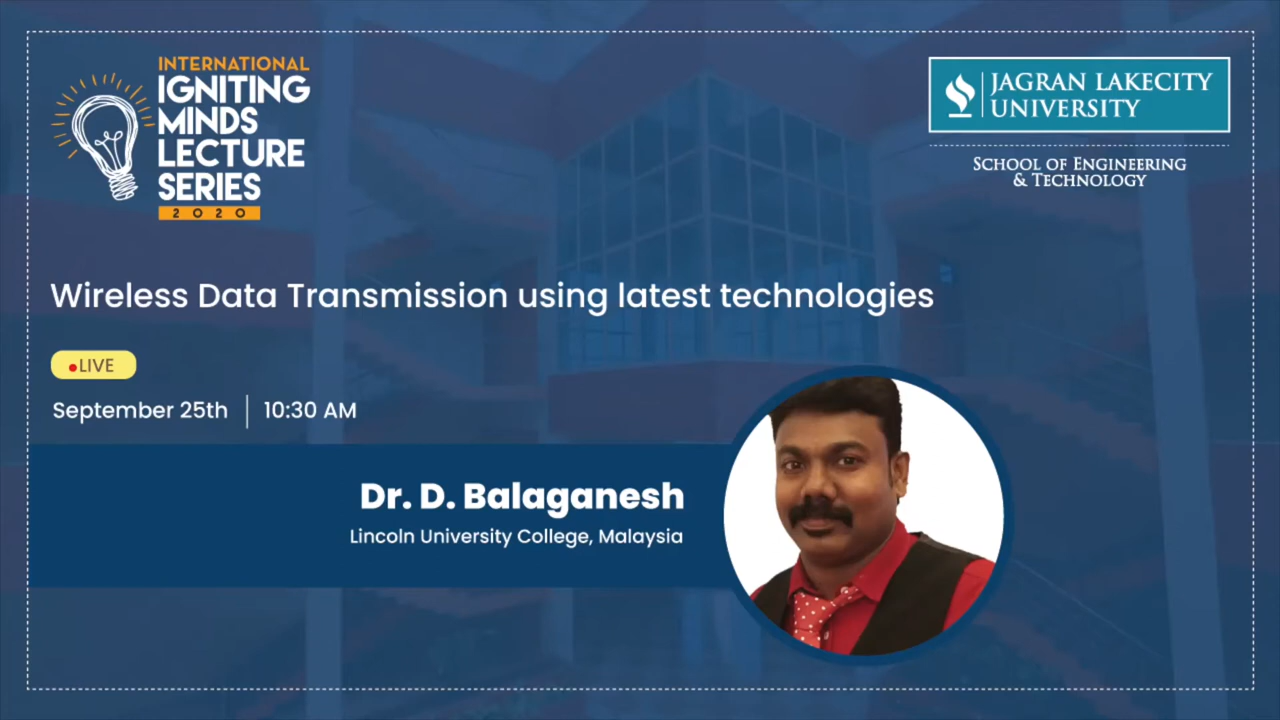 INTERNATIONAL
IGNITING
MINDS
LECTURE
SERIES
2020
JAGRAN LAKECITY
UNIVERSITY
SCHOOL OF ENGINEERING
& TECHNOLOGY
Wireless Data Transmission using latest technologies
LIVE
September 25th | 10:30 AM
Dr. D. Balaganesh
Lincoln University College, Malaysia